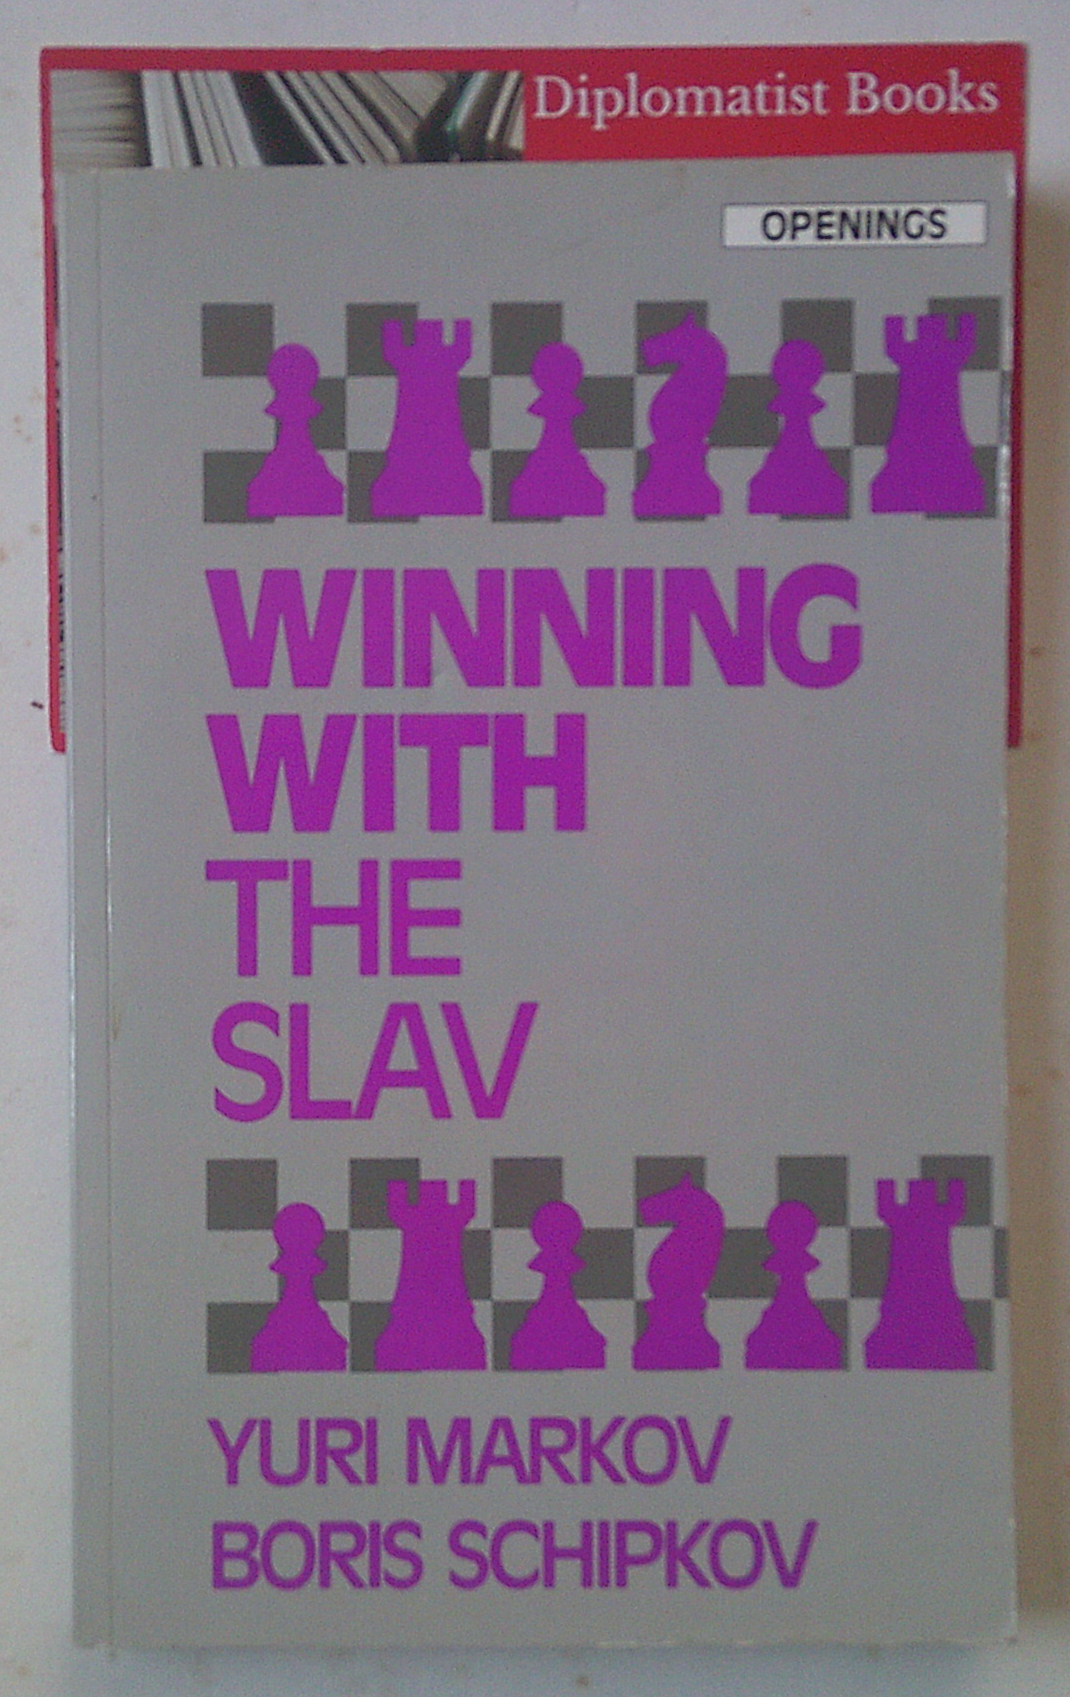 Diplomatist Books
OPENINGS
WINNING
WITH
THE
SLAV
YURI MARKOV
BORIS SCHIPKOV